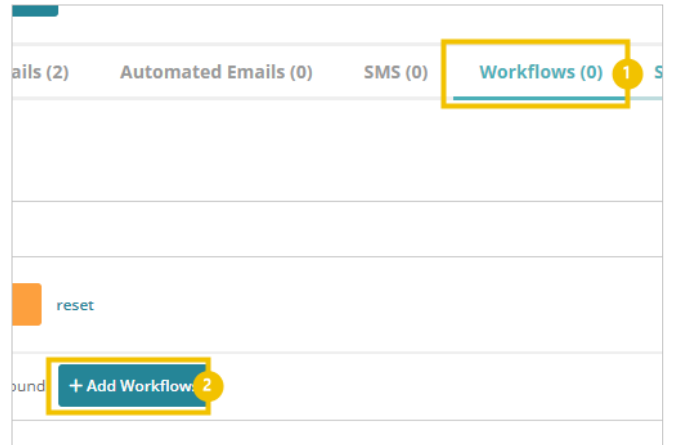 ails (2) Automated Emails (0) SMS (0) Workflows (0) 1 S
reset
ound + Add Workflows 2